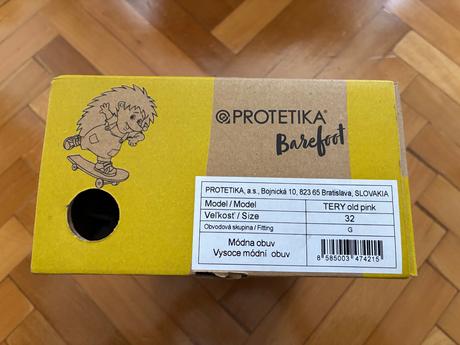 PROTETIKA®
Barefoot
PROTETIKA, a.s., Bojnická 10, 823 65 Bratislava, SLOVAKIA
Model / Model TERY old pink
Veľkosť / Size 32
Obvodová skupina / Fitting G
Módna obuv
Vysoce módní obuv
8 585003 474215